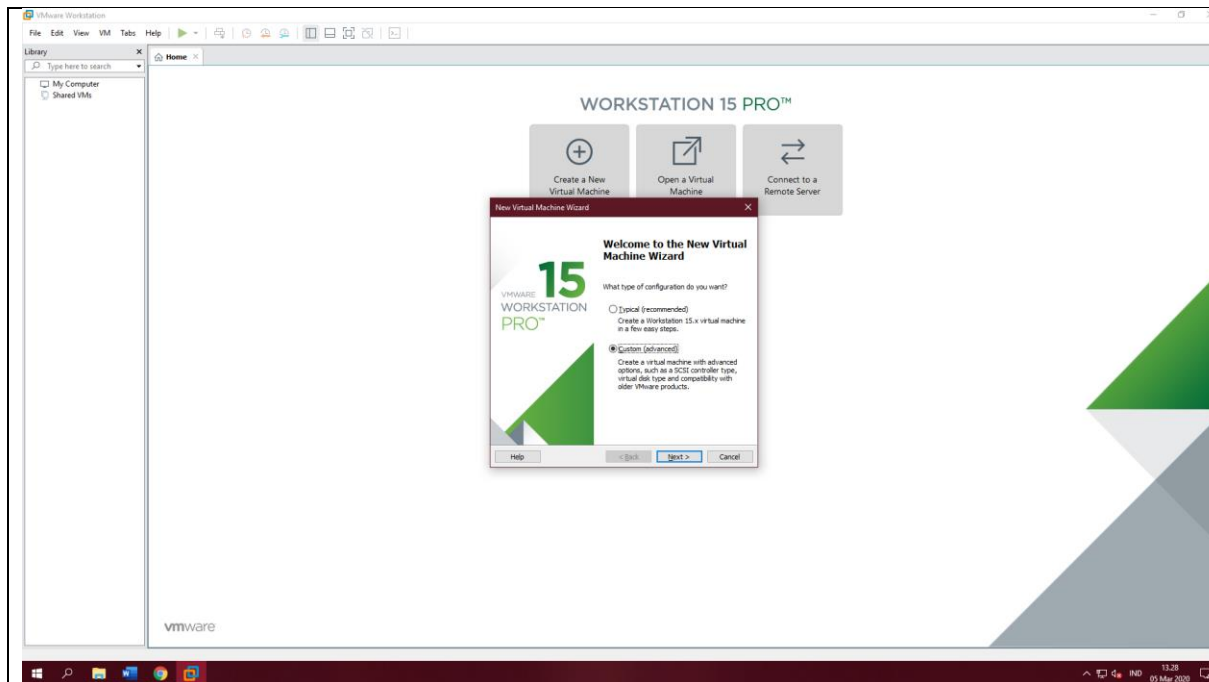 VMware Workstation
File Edit View VM Tabs Help
Library
Type here to search
My Computer
Shared VMs
Home
WORKSTATION 15 PRO™
Create a New
Virtual Machine
Open a Virtual
Machine
Connect to a
Remote Server
New Virtual Machine Wizard
VMWARE 15
WORKSTATION
PRO™
Welcome to the New Virtual
Machine Wizard
What type of configuration do you want?
Typical (recommended)
Create a Workstation 15.x virtual machine
in a few easy steps.
Custom (advanced)
Create a virtual machine with advanced
options, such as a SCSI controller type,
virtual disk type and compatibility with
older VMware products.
Help
< Back
Next >
Cancel
vmware
IND
13.28
05 Mar 2020